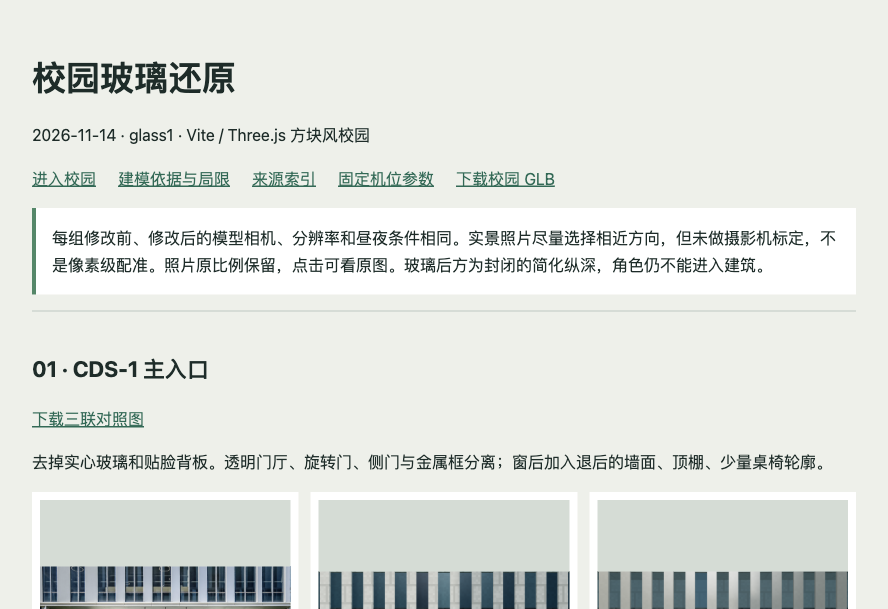 校园玻璃还原
2026-11-14 · glass1 · Vite / Three.js 方块风校园
进入校园 建模依据与局限 来源索引 固定机位参数 下载校园 GLB
每组修改前、修改后的模型相机、分辨率和昼夜条件相同。实景照片尽量选择相近方向，但未做摄影机标定，不
是像素级配准。照片原比例保留，点击可看原图。玻璃后方为封闭的简化纵深，角色仍不能进入建筑。
01 · CDS-1 主入口
下载三联对照图
去掉实心玻璃和贴脸背板。透明门厅、旋转门、侧门与金属框分离；窗后加入退后的墙面、顶棚、少量桌椅轮廓。